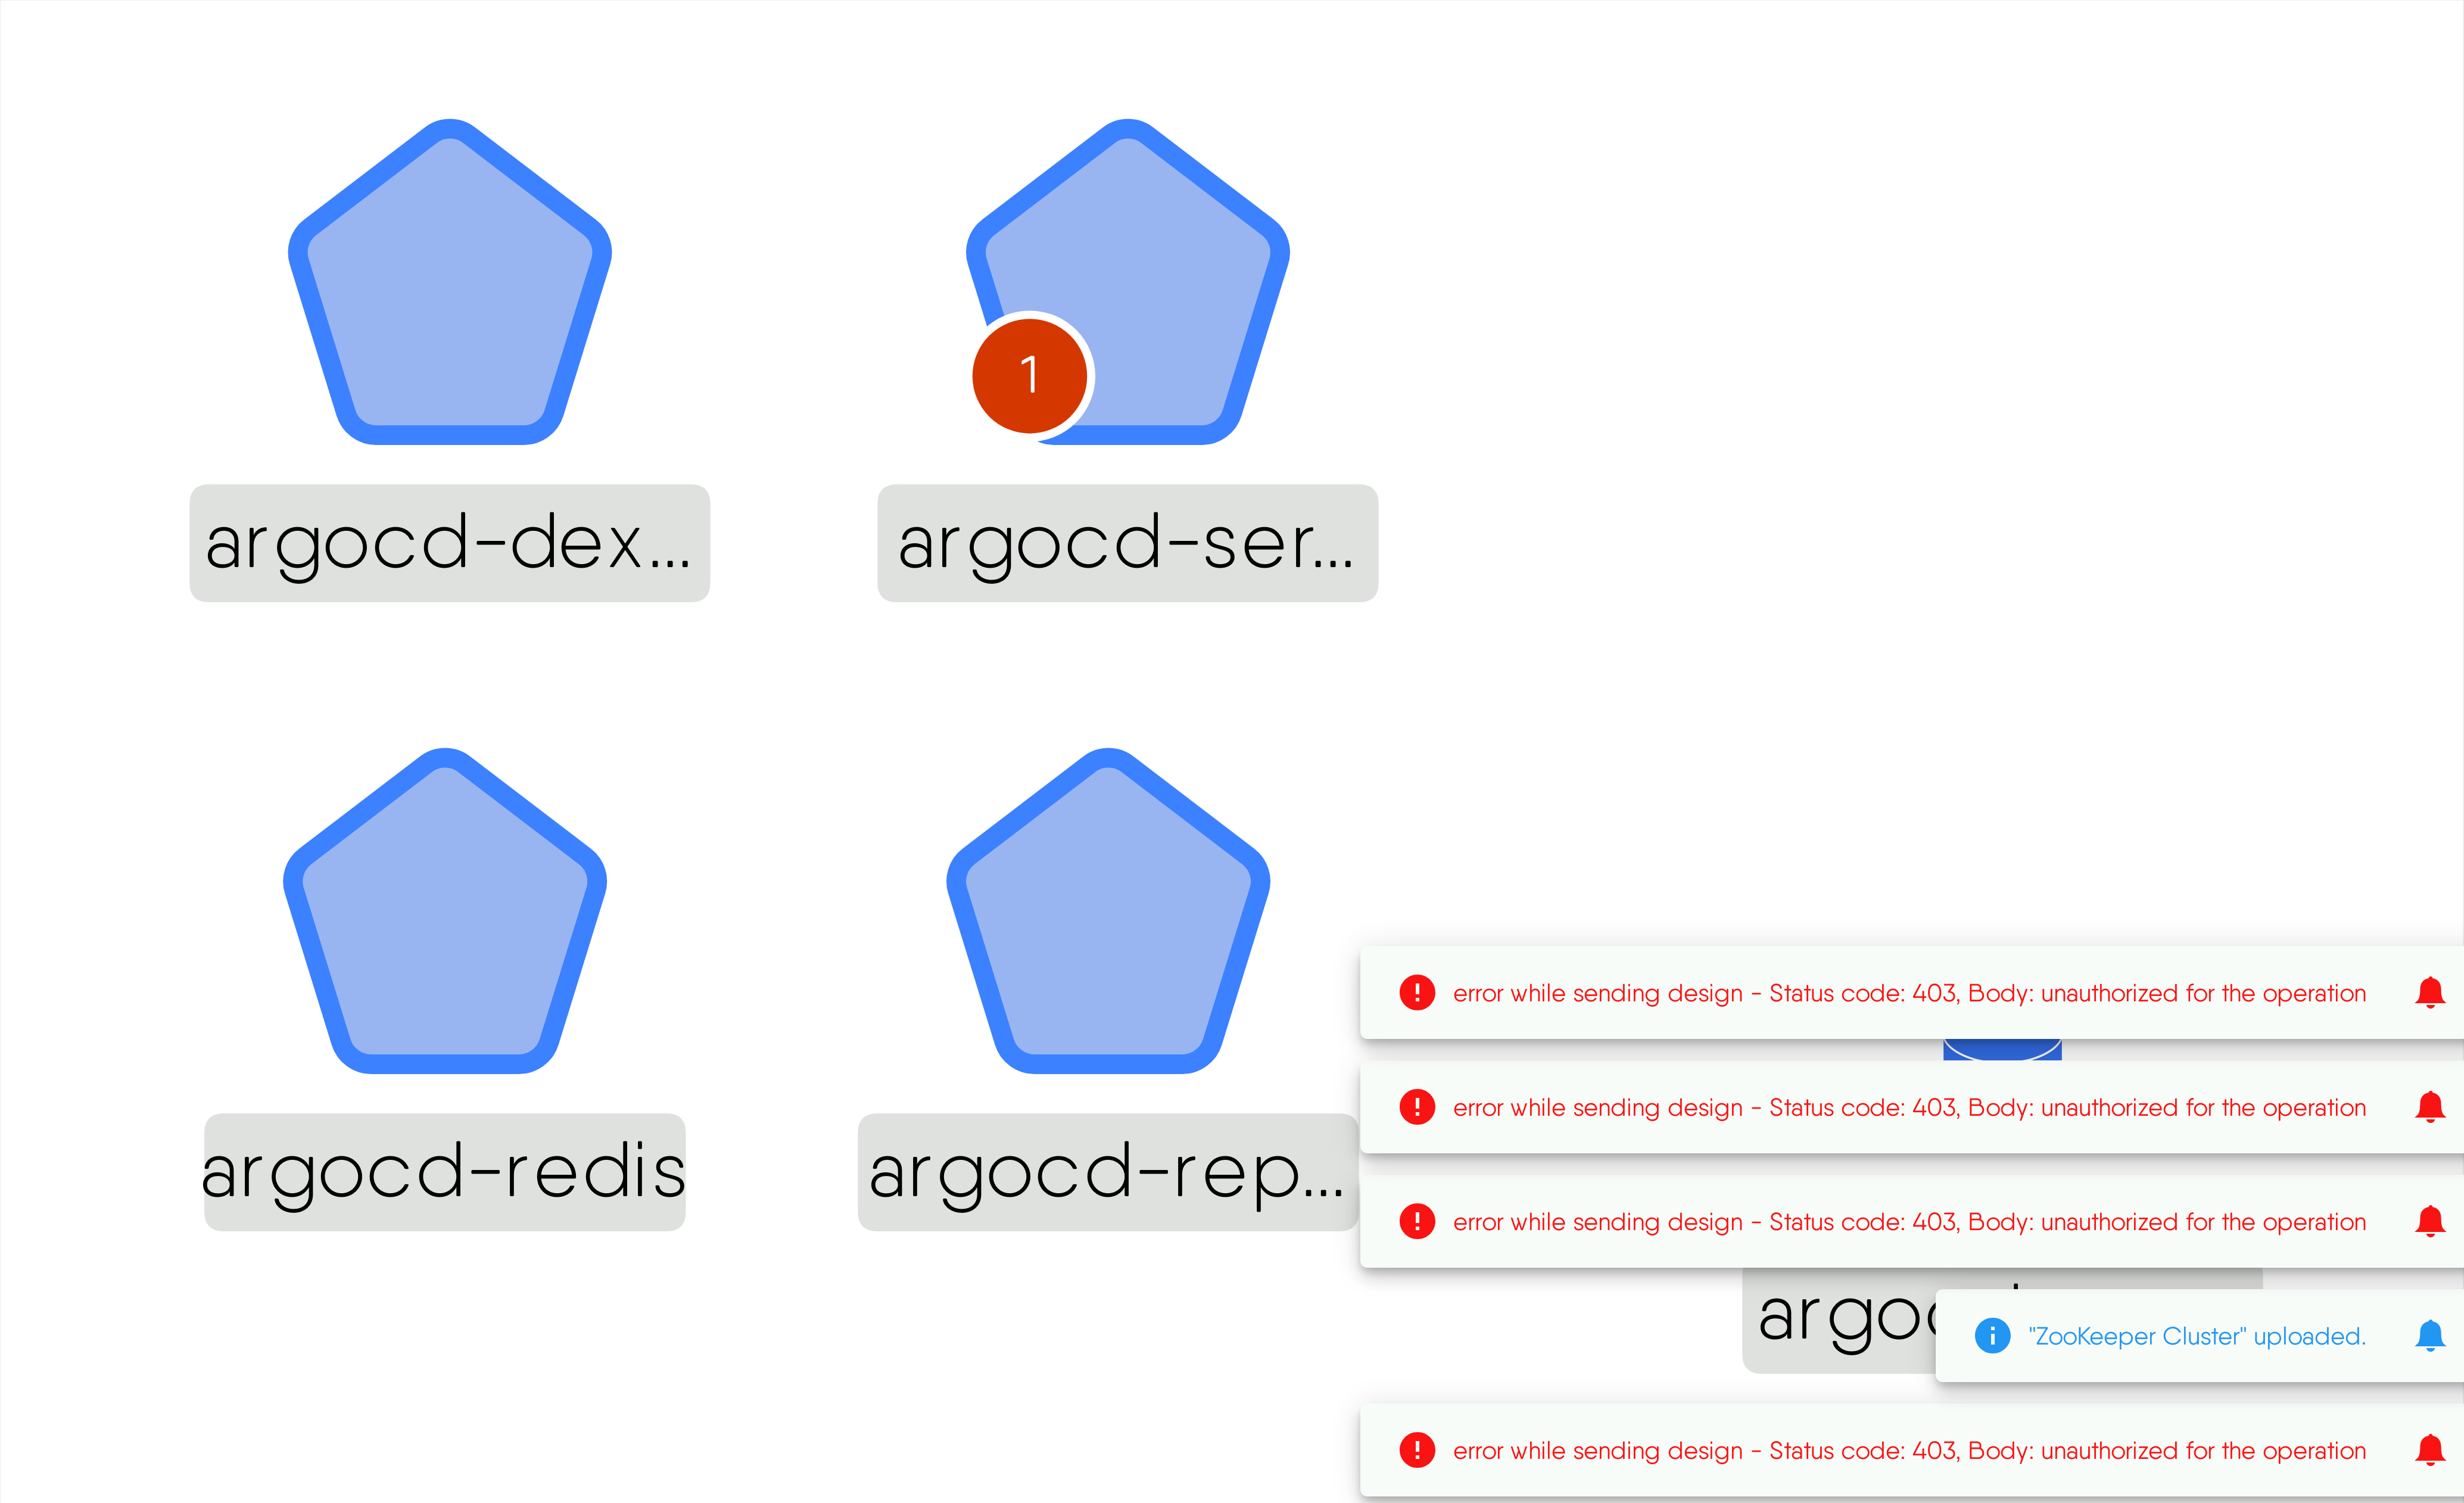 1
argocd-dex...
argocd-ser...
argocd-redis
argocd-rep...
error while sending design - Status code: 403, Body: unauthorized for the operation
error while sending design - Status code: 403, Body: unauthorized for the operation
error while sending design - Status code: 403, Body: unauthorized for the operation
"ZooKeeper Cluster" uploaded.
error while sending design - Status code: 403, Body: unauthorized for the operation